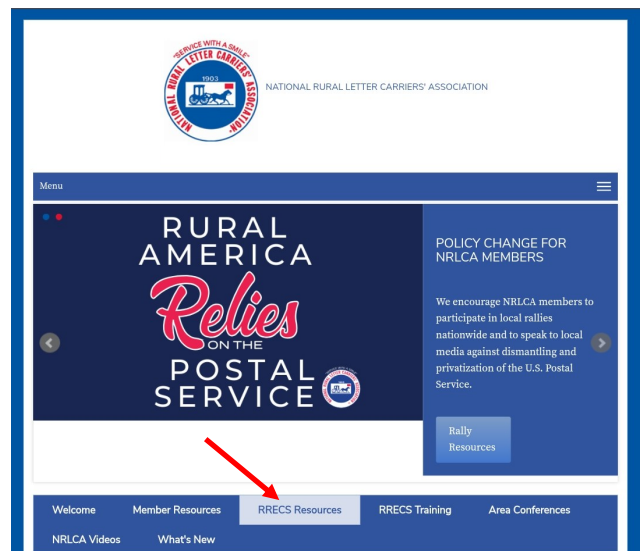 "SERVICE WITH A SMILE"
NATIONAL RURAL LETTER CARRIERS' ASSOCIATION
1903
NATIONAL RURAL LETTER CARRIERS' ASSOCIATION
Menu
RURAL
AMERICA
Relies
ON THE
POSTAL
SERVICE
POLICY CHANGE FOR
NRLCA MEMBERS
We encourage NRLCA members to
participate in local rallies
nationwide and to speak to local
media against dismantling and
privatization of the U.S. Postal
Service.
Rally
Resources
Welcome Member Resources RRECS Resources RRECS Training Area Conferences
NRLCA Videos What's New